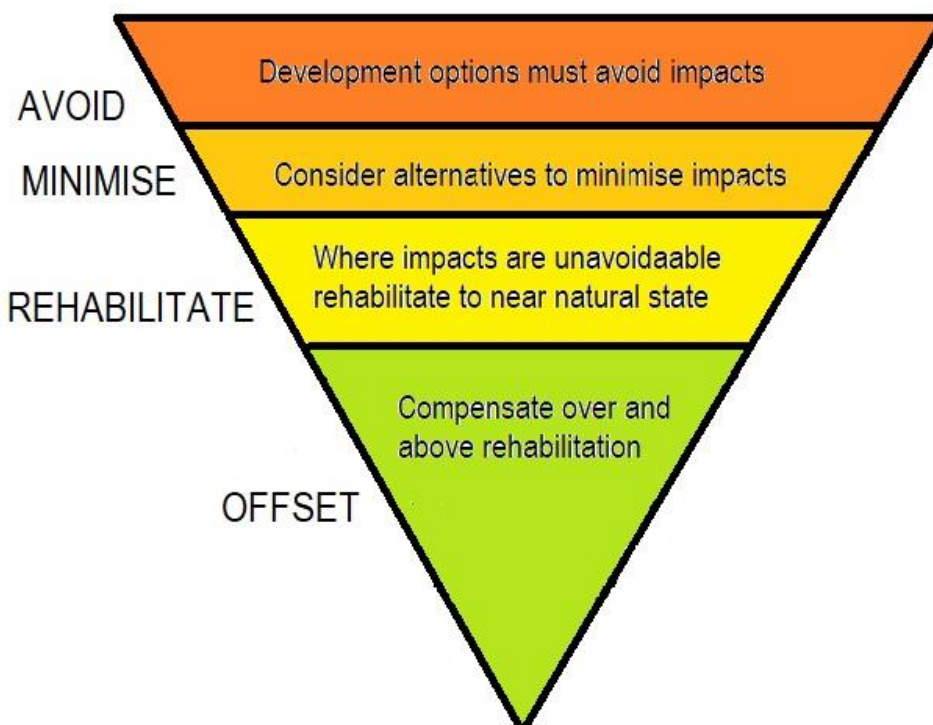 Development options must avoid impacts
AVOID
Consider alternatives to minimise impacts
MINIMISE
Where impacts are unavoidaable
rehabilitate to near natural state
REHABILITATE
Compensate over and
above rehabilitation
OFFSET